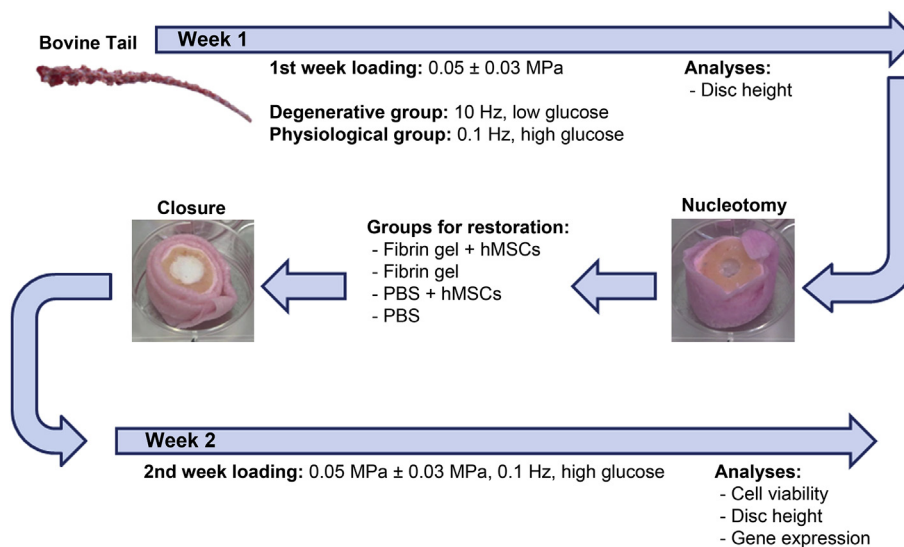 Bovine Tail
Week 1
1st week loading: 0.05 ± 0.03 MPa
Degenerative group: 10 Hz, low glucose
Physiological group: 0.1 Hz, high glucose
Analyses:
- Disc height
Nucleotomy
Groups for restoration:
- Fibrin gel + hMSCs
- Fibrin gel
- PBS + hMSCs
- PBS
Closure
Week 2
2nd week loading: 0.05 MPa ± 0.03 MPa, 0.1 Hz, high glucose
Analyses:
- Cell viability
- Disc height
- Gene expression